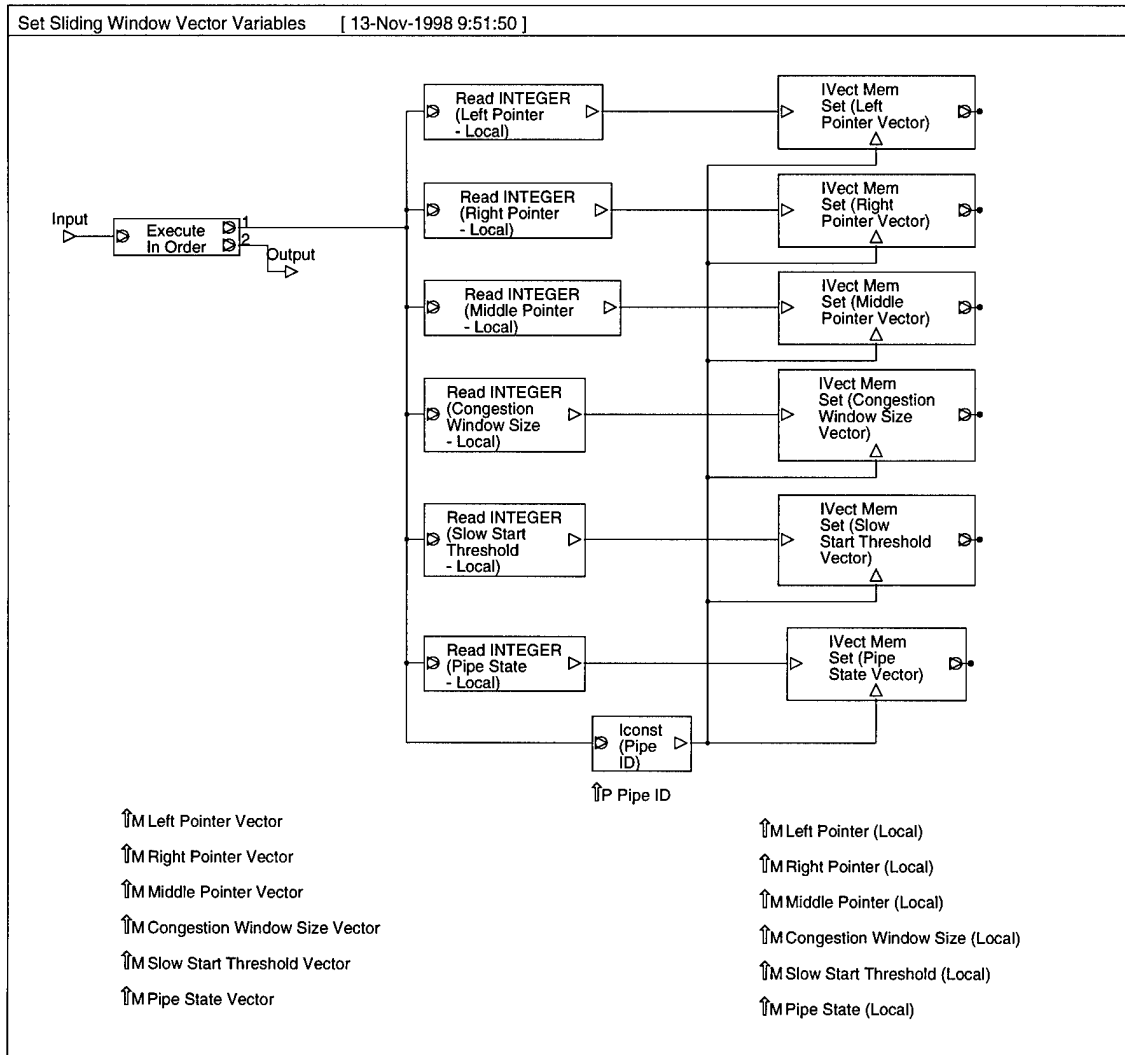 Set Sliding Window Vector Variables [ 13-Nov-1998 9:51:50 ]
Read INTEGER
(Left Pointer
- Local)
IVect Mem
Set (Left
Pointer Vector)
Input
Execute
In Order
1
2
Output
Read INTEGER
(Right Pointer
- Local)
IVect Mem
Set (Right
Pointer Vector)
Read INTEGER
(Middle Pointer
- Local)
IVect Mem
Set (Middle
Pointer Vector)
Read INTEGER
(Congestion
Window Size
- Local)
IVect Mem
Set (Congestion
Window Size
Vector)
Read INTEGER
(Slow Start
Threshold
- Local)
IVect Mem
Set (Slow
Start Threshold
Vector)
Read INTEGER
(Pipe State
- Local)
IVect Mem
Set (Pipe
State Vector)
Iconst
(Pipe
ID)
⇑P Pipe ID
⇑M Left Pointer Vector
⇑M Right Pointer Vector
⇑M Middle Pointer Vector
⇑M Congestion Window Size Vector
⇑M Slow Start Threshold Vector
⇑M Pipe State Vector
⇑M Left Pointer (Local)
⇑M Right Pointer (Local)
⇑M Middle Pointer (Local)
⇑M Congestion Window Size (Local)
⇑M Slow Start Threshold (Local)
⇑M Pipe State (Local)